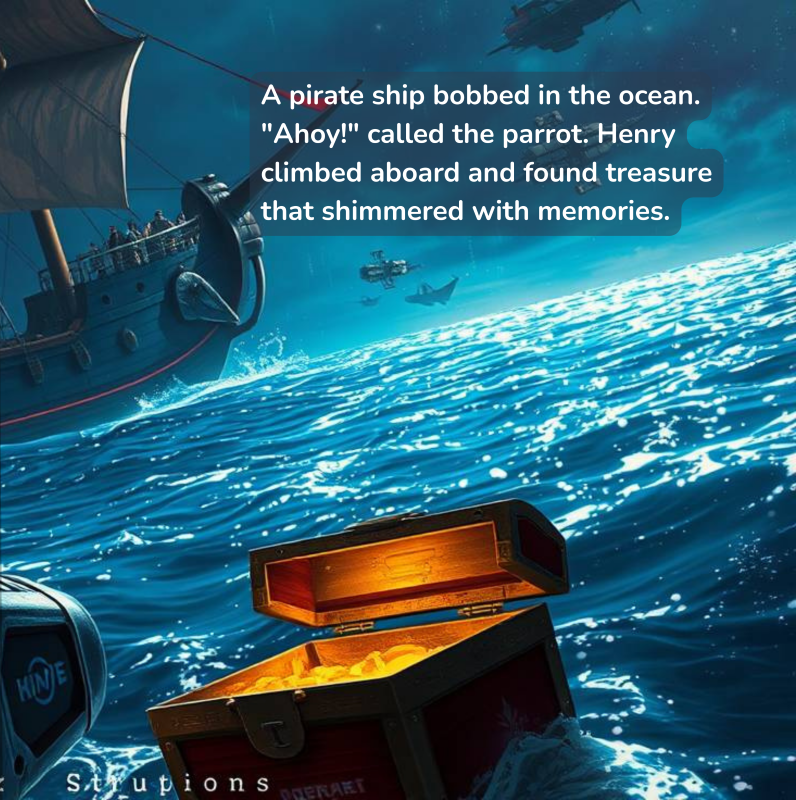 A pirate ship bobbed in the ocean.
"Ahoy!" called the parrot. Henry
climbed aboard and found treasure
that shimmered with memories.
Strupions